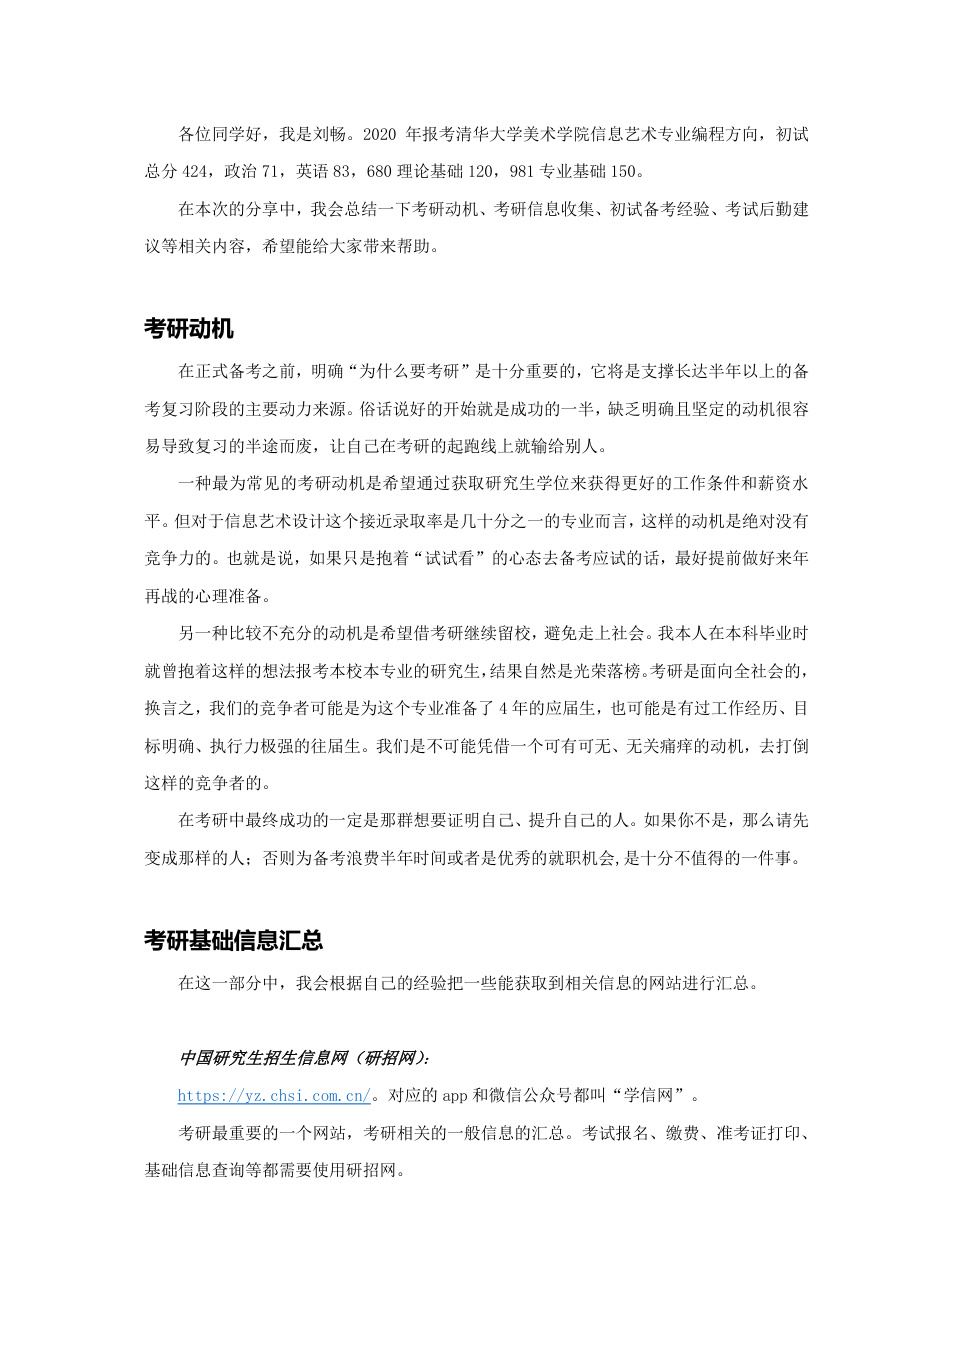 各位同学好，我是刘畅。2020 年报考清华大学美术学院信息艺术专业编程方向，初试
总分 424，政治 71，英语 83，680 理论基础 120，981 专业基础 150。
在本次的分享中，我会总结一下考研动机、考研信息收集、初试备考经验、考试后勤建
议等相关内容，希望能给大家带来帮助。
考研动机
在正式备考之前，明确“为什么要考研”是十分重要的，它将是支撑长达半年以上的备
考复习阶段的主要动力来源。俗话说好的开始就是成功的一半，缺乏明确且坚定的动机很容
易导致复习的半途而废，让自己在考研的起跑线上就输给别人。
一种最为常见的考研动机是希望通过获取研究生学位来获得更好的工作条件和薪资水
平。但对于信息艺术设计这个接近录取率是几十分之一的专业而言，这样的动机是绝对没有
竞争力的。也就是说，如果只是抱着“试试看”的心态去备考应试的话，最好提前做好来年
再战的心理准备。
另一种比较不充分的动机是希望借考研继续留校，避免走上社会。我本人在本科毕业时
就曾抱着这样的想法报考本校本专业的研究生，结果自然是光荣落榜。考研是面向全社会的，
换言之，我们的竞争者可能是为这个专业准备了 4 年的应届生，也可能是有过工作经历、目
标明确、执行力极强的往届生。我们是不可能凭借一个可有可无、无关痛痒的动机，去打倒
这样的竞争者的。
在考研中最终成功的一定是那群想要证明自己、提升自己的人。如果你不是，那么请先
变成那样的人；否则为备考浪费半年时间或者是优秀的就职机会,是十分不值得的一件事。
考研基础信息汇总
在这一部分中，我会根据自己的经验把一些能获取到相关信息的网站进行汇总。
中国研究生招生信息网（研招网）：
https://yz.chsi.com.cn/。对应的 app 和微信公众号都叫“学信网”。
考研最重要的一个网站，考研相关的一般信息的汇总。考试报名、缴费、准考证打印、
基础信息查询等都需要使用研招网。